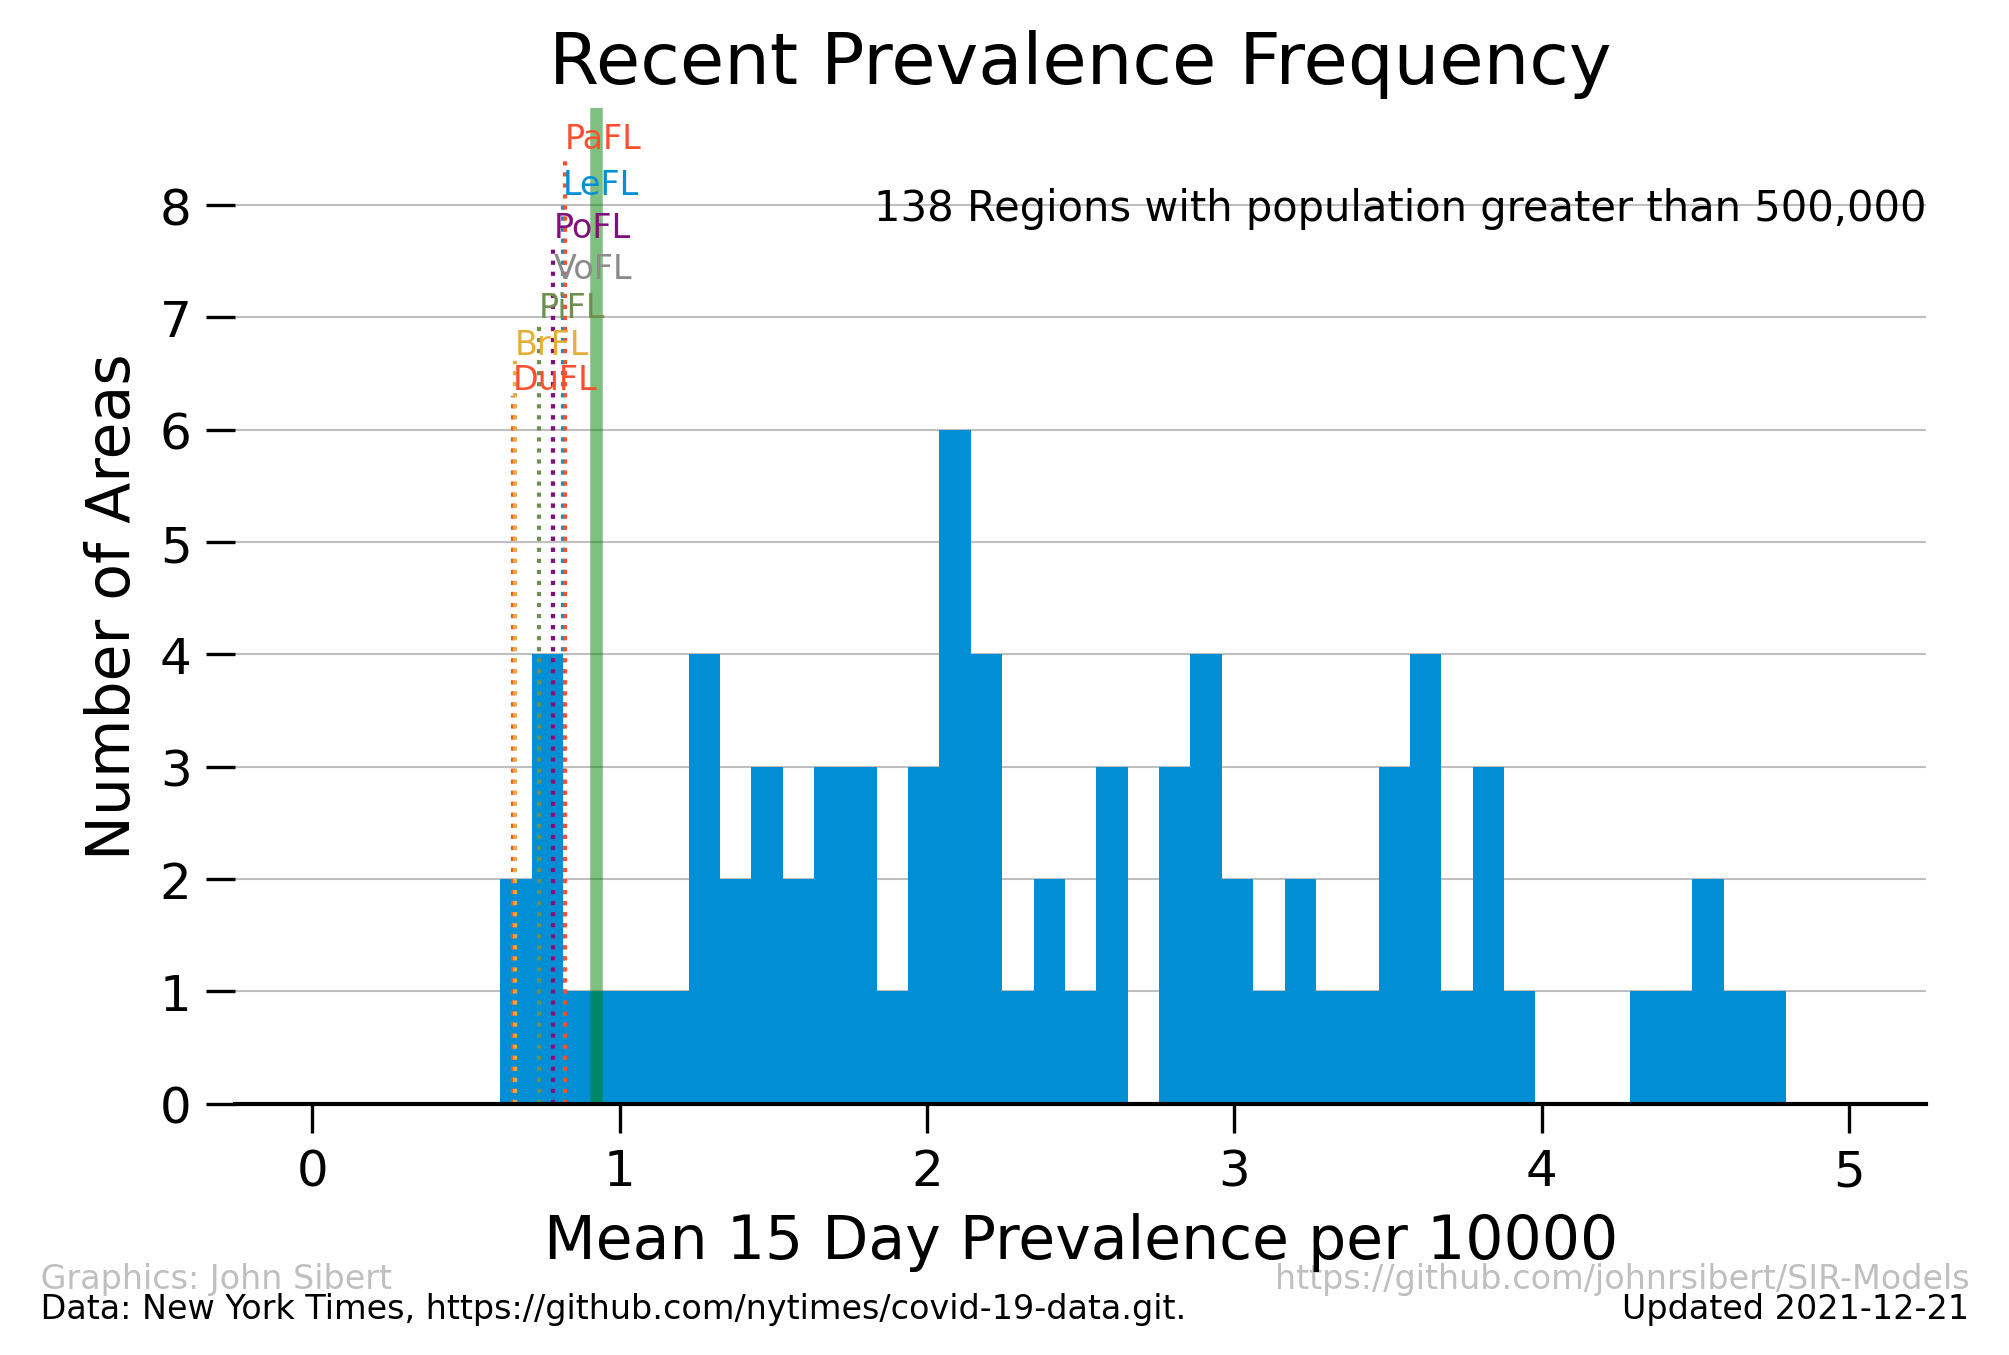 Recent Prevalence Frequency
PaFL
LeFL
138 Regions with population greater than 500,000
PoFL
VoFL
PiFL
BrFL
DuFL
8
7
6
5
4
3
2
1
0
Number of Areas
0 1 2 3 4 5
Mean 15 Day Prevalence per 10000
Graphics: John Sibert
https://github.com/johnrsibert/SIR-Models
Data: New York Times, https://github.com/nytimes/covid-19-data.git.
Updated 2021-12-21